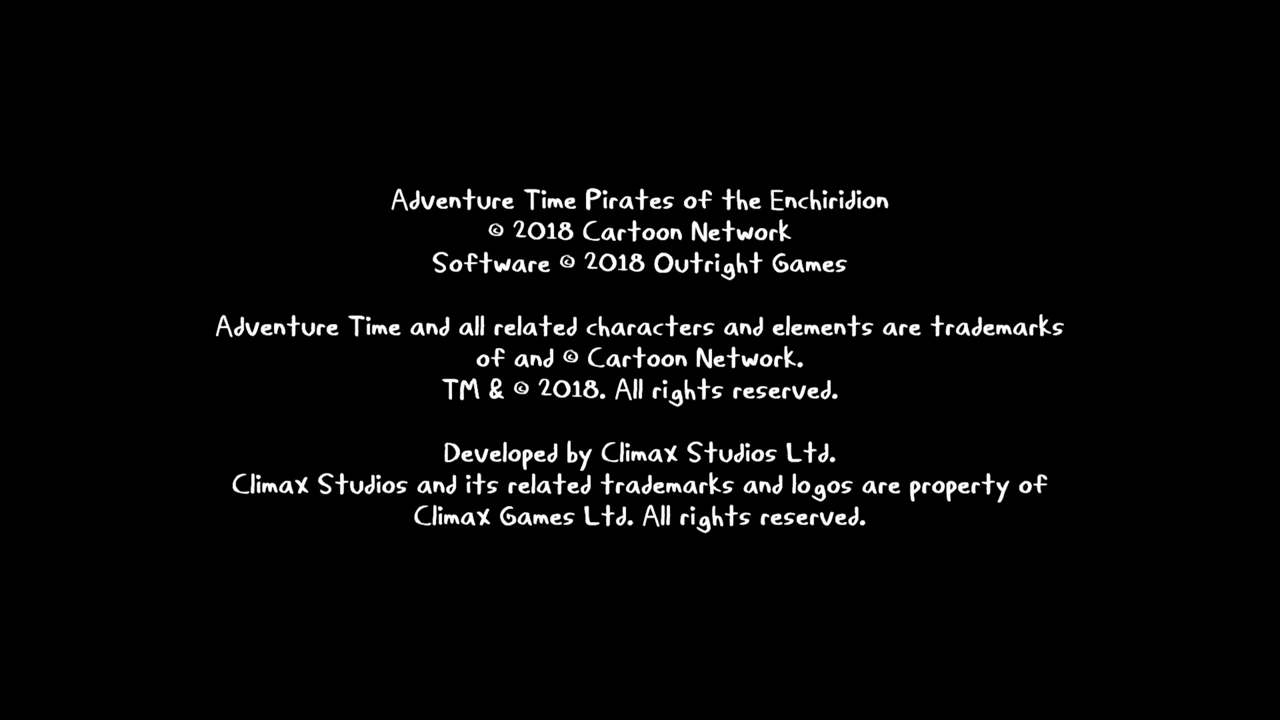 Adventure Time Pirates of the Enchiridion
© 2018 Cartoon Network
Software © 2018 Outright Games
Adventure Time and all related characters and elements are trademarks
of and © Cartoon Network.
TM & © 2018. All rights reserved.
Developed by Climax Studios Ltd.
Climax Studios and its related trademarks and logos are property of
Climax Games Ltd. All rights reserved.